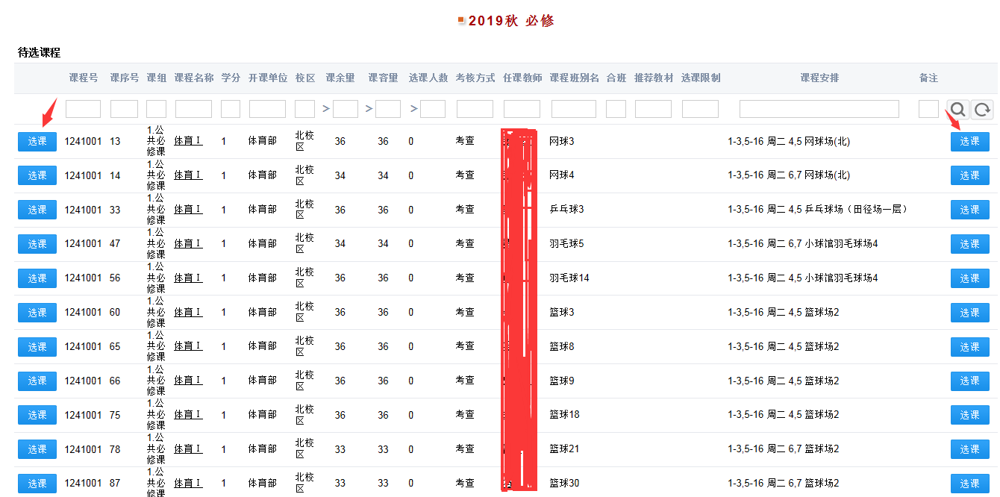 2019秋 必修
待选课程
课程号 课序号 课组 课程名称 学分 开课单位 校区 课余量 课容量 选课人数 考核方式 任课教师 课程班别名 合班 推荐教材 选课限制 课程安排 备注
> > >
选课 1241001 13 1.公共必修课 体育Ⅰ 1 体育部 北校区 36 36 0 考查 网球3 1-3,5-16 周二 4,5 网球场(北) 选课
选课 1241001 14 1.公共必修课 体育Ⅰ 1 体育部 北校区 34 34 0 考查 网球4 1-3,5-16 周二 6,7 网球场(北) 选课
选课 1241001 33 1.公共必修课 体育Ⅰ 1 体育部 北校区 36 36 0 考查 乒乓球3 1-3,5-16 周二 4,5 乒乓球场（田径场一层） 选课
选课 1241001 47 1.公共必修课 体育Ⅰ 1 体育部 北校区 34 34 0 考查 羽毛球5 1-3,5-16 周二 6,7 小球馆羽毛球场4 选课
选课 1241001 56 1.公共必修课 体育Ⅰ 1 体育部 北校区 36 36 0 考查 羽毛球14 1-3,5-16 周二 4,5 小球馆羽毛球场4 选课
选课 1241001 60 1.公共必修课 体育Ⅰ 1 体育部 北校区 36 36 0 考查 篮球3 1-3,5-16 周二 4,5 篮球场2 选课
选课 1241001 65 1.公共必修课 体育Ⅰ 1 体育部 北校区 36 36 0 考查 篮球8 1-3,5-16 周二 4,5 篮球场2 选课
选课 1241001 66 1.公共必修课 体育Ⅰ 1 体育部 北校区 36 36 0 考查 篮球9 1-3,5-16 周二 4,5 篮球场2 选课
选课 1241001 75 1.公共必修课 体育Ⅰ 1 体育部 北校区 36 36 0 考查 篮球18 1-3,5-16 周二 4,5 篮球场2 选课
选课 1241001 78 1.公共必修课 体育Ⅰ 1 体育部 北校区 33 33 0 考查 篮球21 1-3,5-16 周二 6,7 篮球场2 选课
选课 1241001 87 1.公共必修课 体育Ⅰ 1 体育部 北校区 33 33 0 考查 篮球30 1-3,5-16 周二 6,7 篮球场2 选课